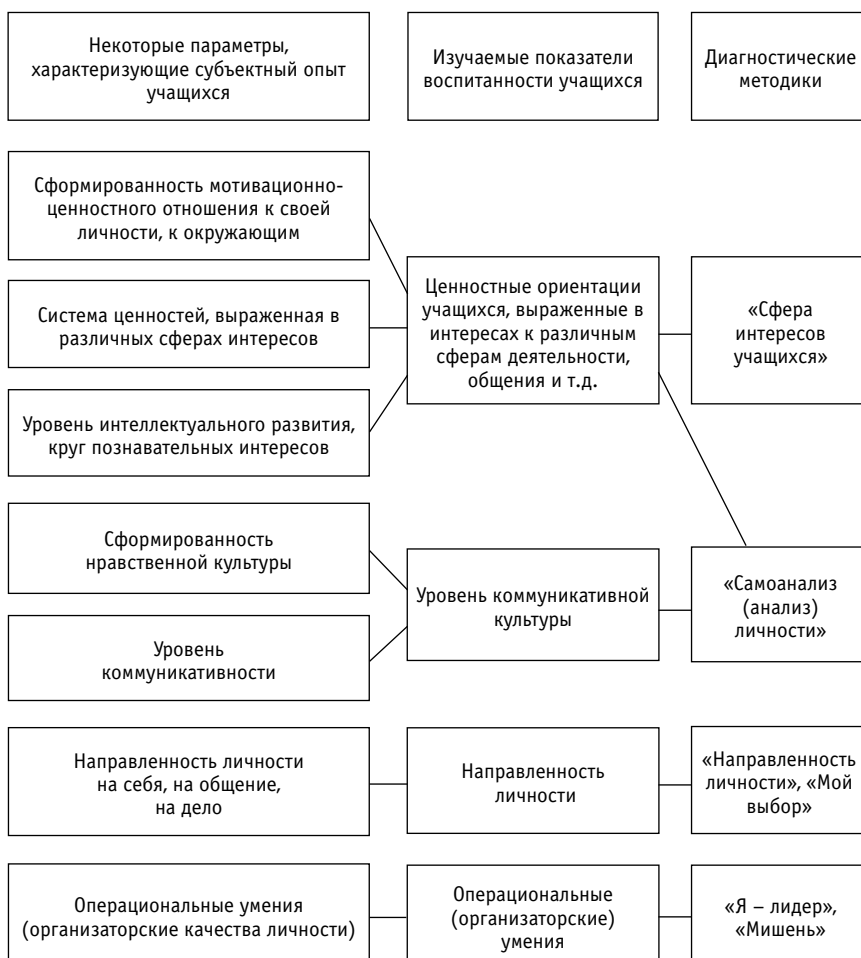 Некоторые параметры,
характеризующие субъектный опыт
учащихся
Изучаемые показатели
воспитанности учащихся
Диагностические
методики
Сформированность мотивационно-
ценностного отношения к своей
личности, к окружающим
Система ценностей, выраженная в
различных сферах интересов
Уровень интеллектуального развития,
круг познавательных интересов
Ценностные ориентации
учащихся, выраженные в
интересах к различным
сферам деятельности,
общения и т.д.
«Сфера
интересов
учащихся»
Сформированность
нравственной культуры
Уровень
коммуникативности
Уровень коммуникативной
культуры
«Самоанализ
(анализ)
личности»
Направленность личности
на себя, на общение,
на дело
Направленность
личности
«Направленность
личности», «Мой
выбор»
Операциональные умения
(организаторские качества личности)
Операциональные
(организаторские)
умения
«Я – лидер»,
«Мишень»